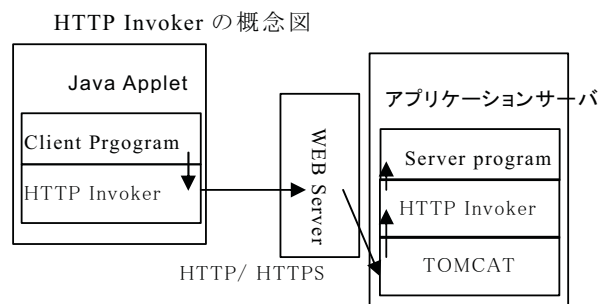 HTTP Invoker の概念図
Java Applet
Client Prgogram
HTTP Invoker
WEB Server
HTTP/ HTTPS
アプリケーションサーバ
Server program
HTTP Invoker
TOMCAT